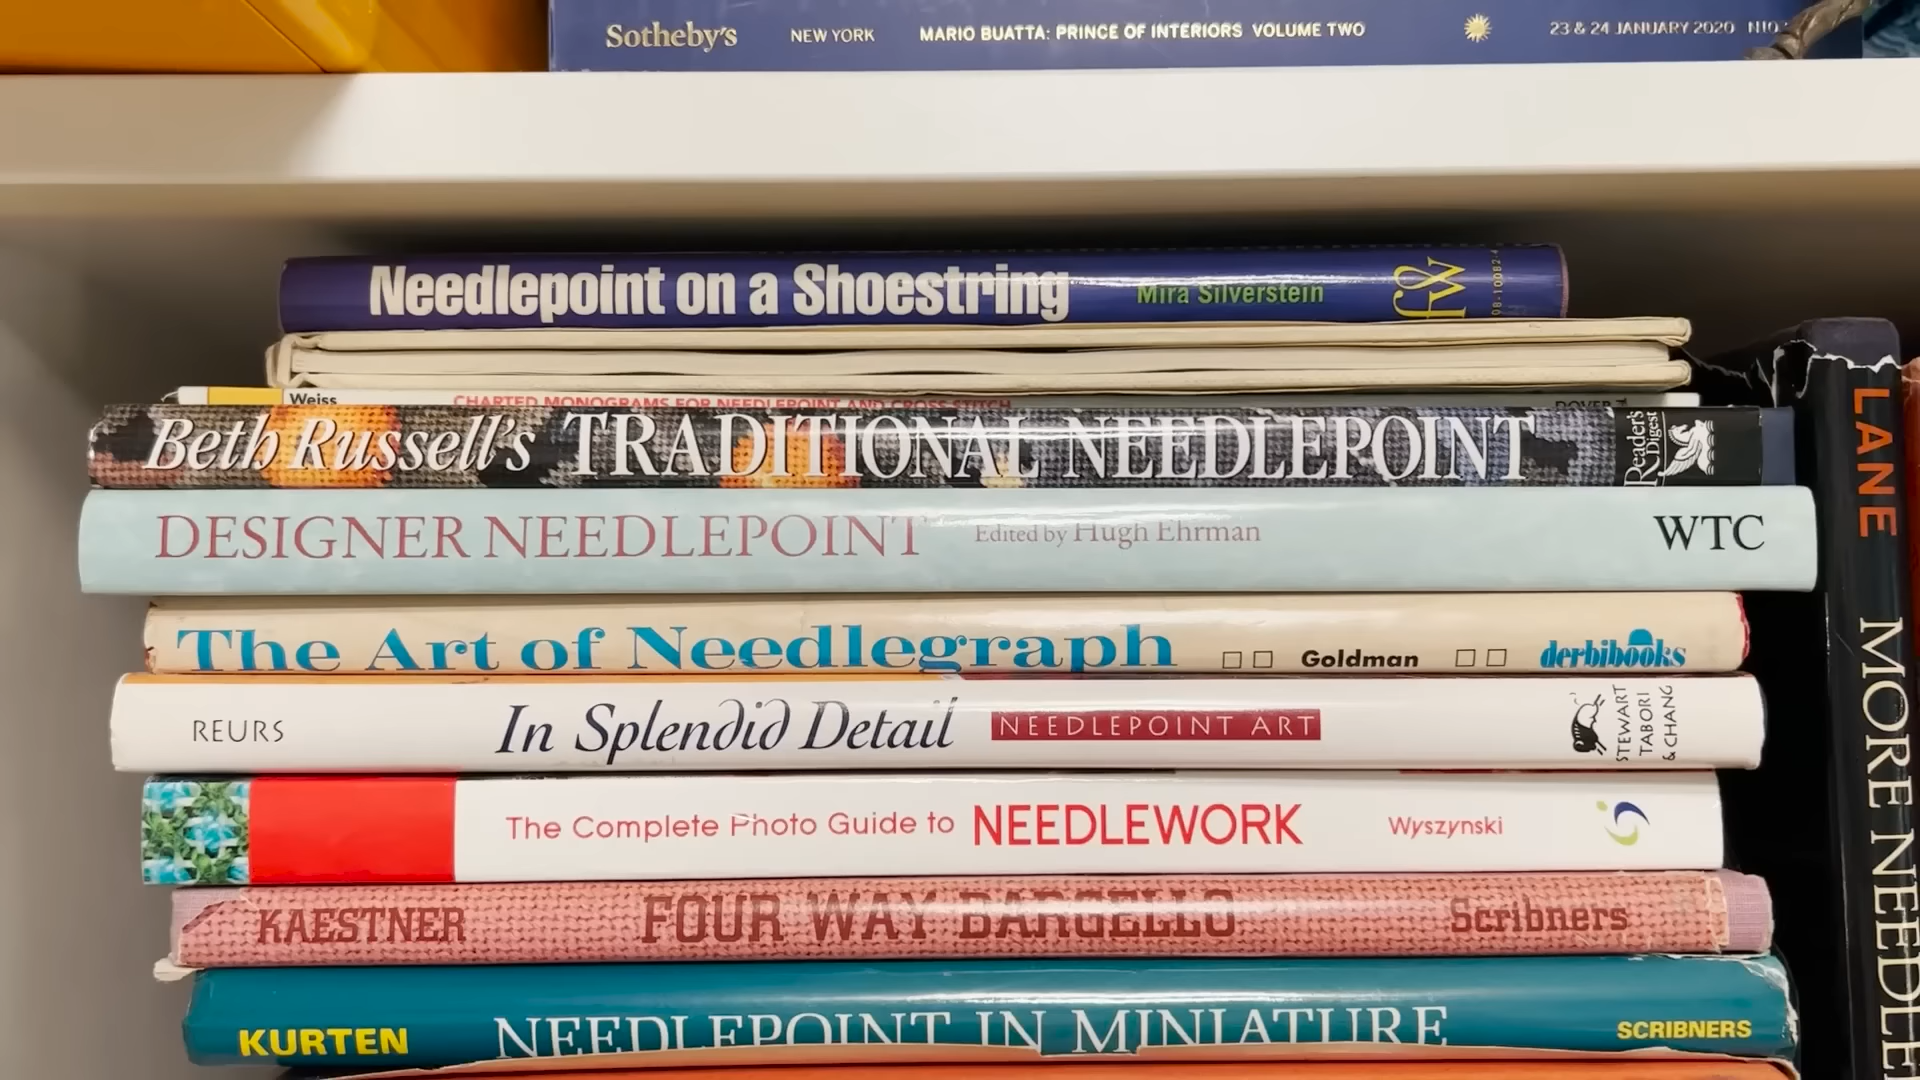 Sotheby's NEW YORK MARIO BUATTA: PRINCE OF INTERIORS VOLUME TWO 23 & 24 JANUARY 2020
Needlepoint on a Shoestring Mira Silverstein fw
Weiss CHARTED MONOGRAMS FOR NEEDLEPOINT AND CROSS-STITCH DOVER
Beth Russell's TRADITIONAL NEEDLEPOINT Reader's Digest
DESIGNER NEEDLEPOINT Edited by Hugh Ehrman WTC
The Art of Needlegraph Goldman derbibooks
REURS In Splendid Detail NEEDLEPOINT ART STEWART TABORI & CHANG
The Complete Photo Guide to NEEDLEWORK Wyszynski
KAESTNER FOUR WAY BARGELLO Scribners
KURTEN NEEDLEPOINT IN MINIATURE SCRIBNERS
LANE MORE NEEDLE